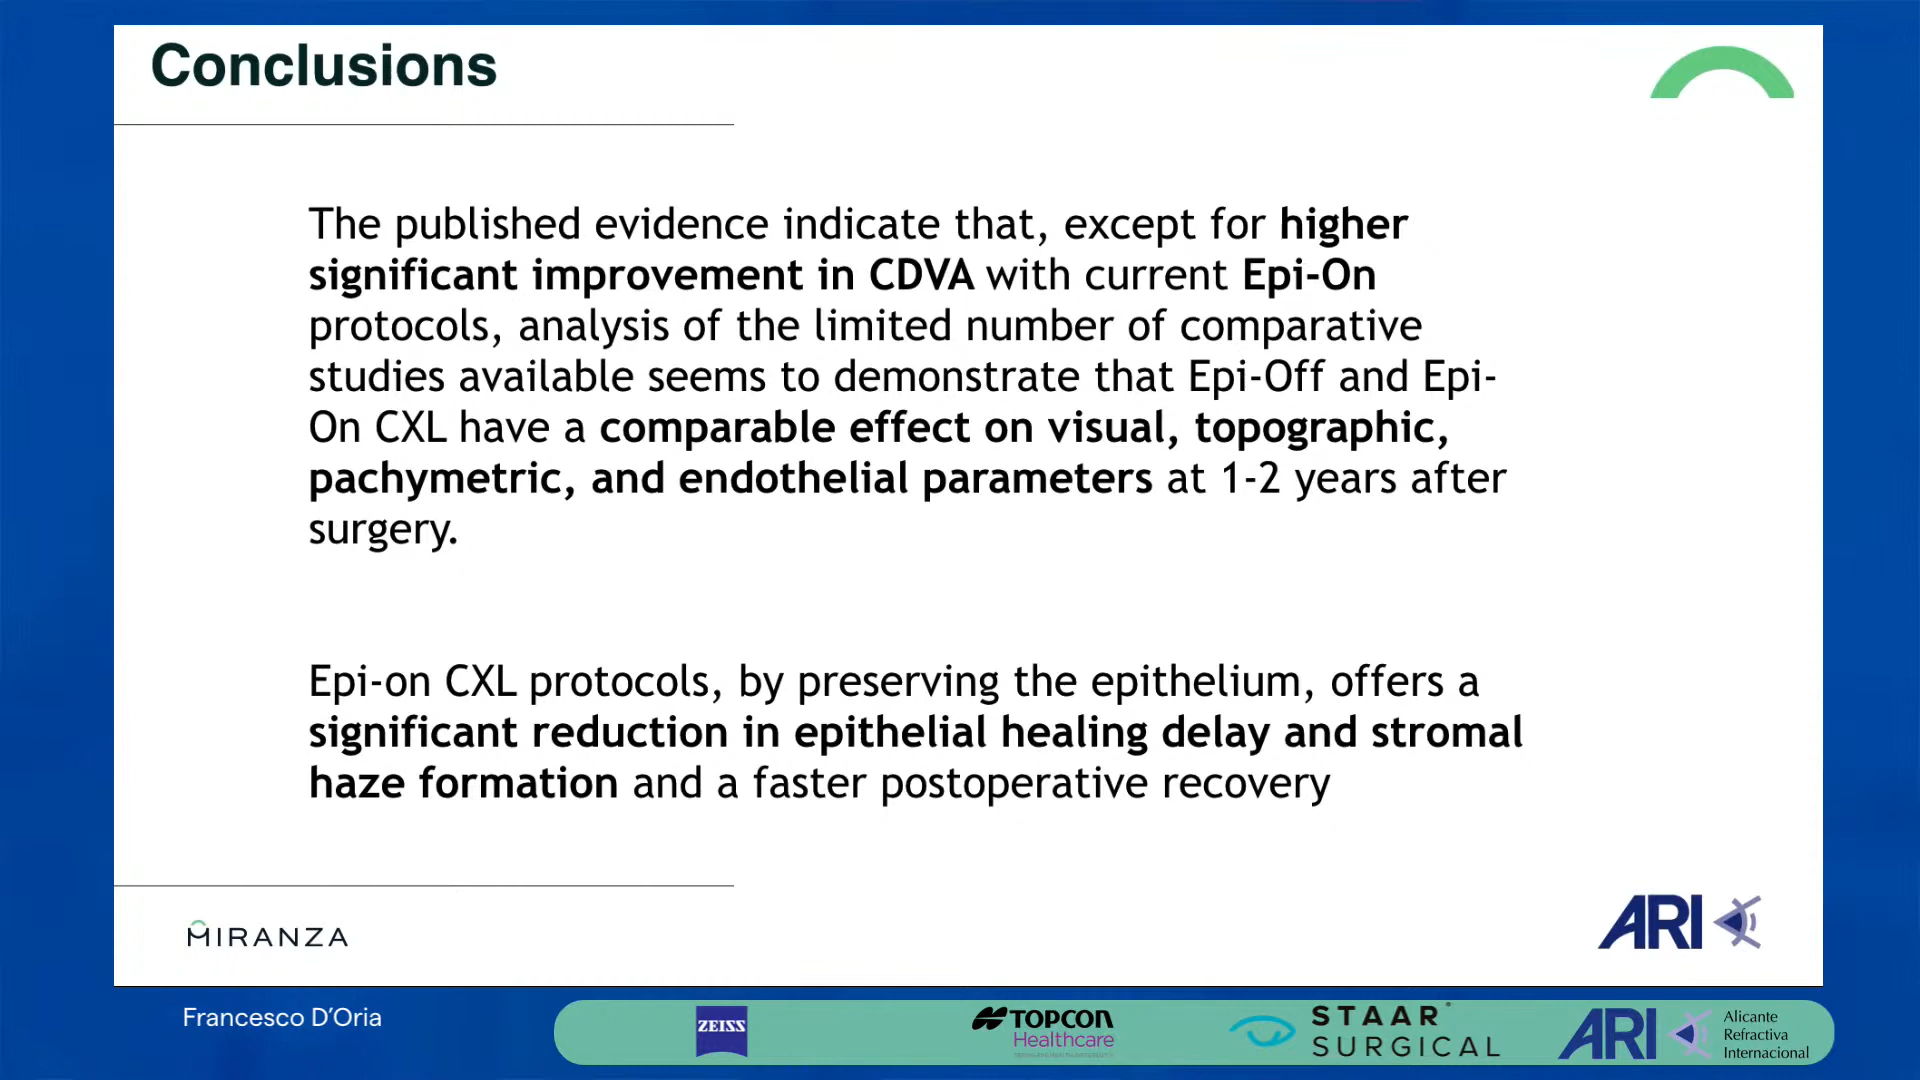 Conclusions
The published evidence indicate that, except for higher
significant improvement in CDVA with current Epi-On
protocols, analysis of the limited number of comparative
studies available seems to demonstrate that Epi-Off and Epi-
On CXL have a comparable effect on visual, topographic,
pachymetric, and endothelial parameters at 1-2 years after
surgery.
Epi-on CXL protocols, by preserving the epithelium, offers a
significant reduction in epithelial healing delay and stromal
haze formation and a faster postoperative recovery
MIRANZA
ARI
Francesco D'Oria
ZEISS
TOPCON
Healthcare
STAAR
SURGICAL
ARI
Alicante
Refractiva
Internacional